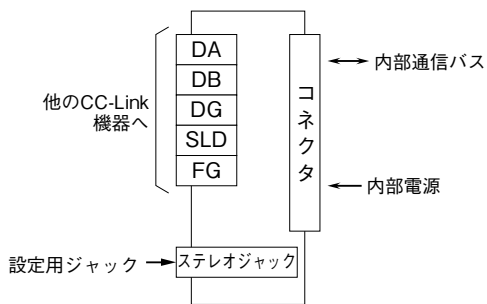 他のCC-Link
機器へ
DA
DB
DG
SLD
FG
コネクタ
内部通信バス
内部電源
設定用ジャック
ステレオジャック